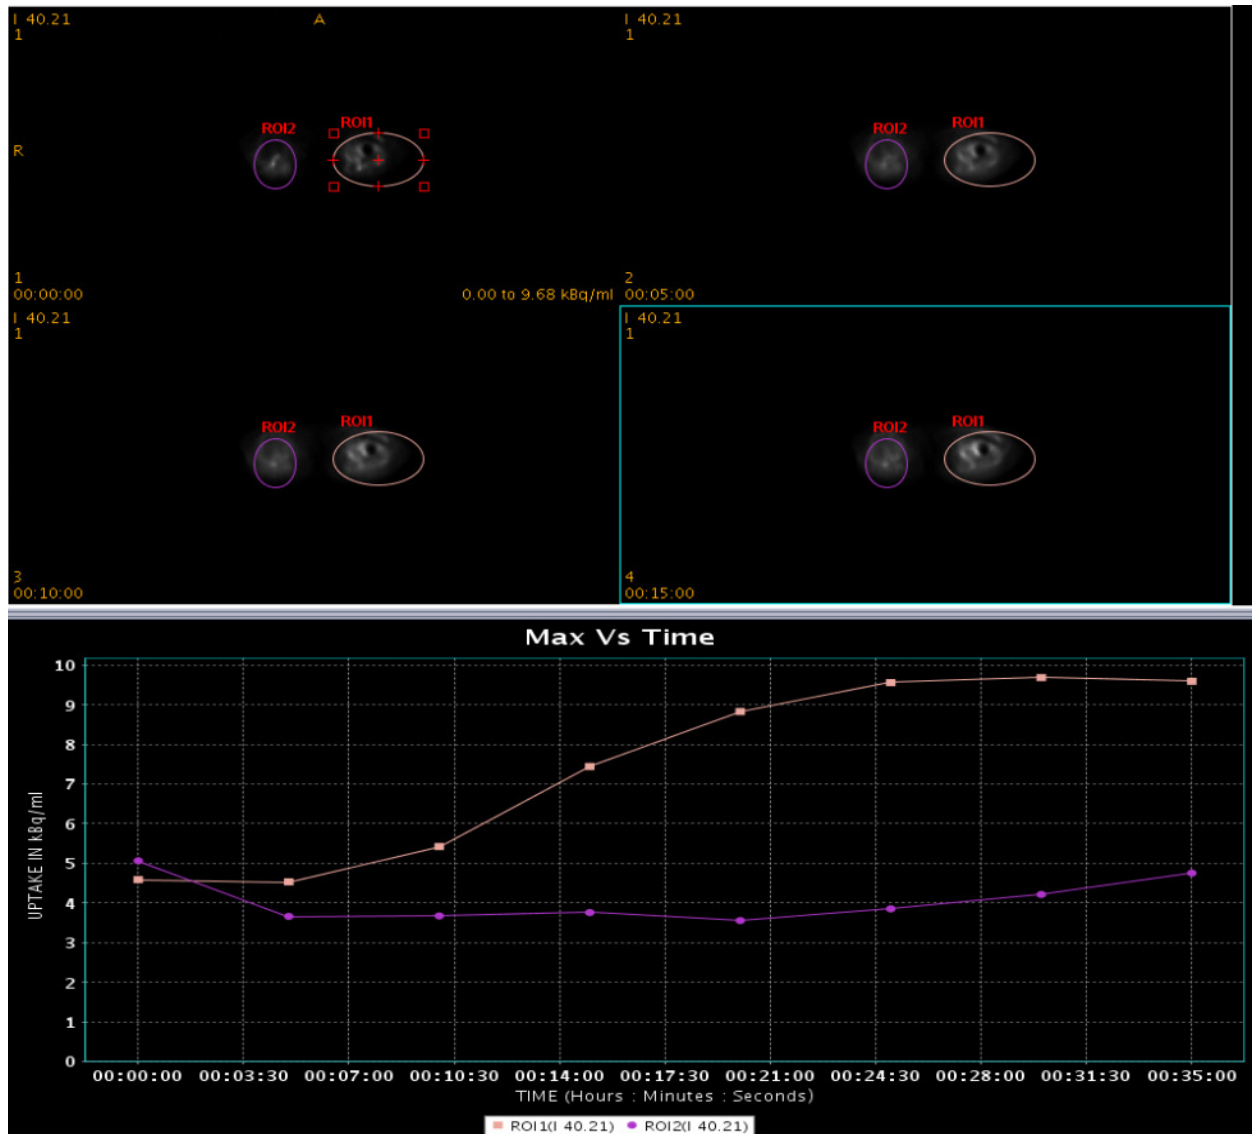 I 40.21
1
A
ROI2
ROI1
R
1
00:00:00
0.00 to 9.68 kBq/ml
I 40.21
1
ROI2
ROI1
2
00:05:00
I 40.21
1
ROI2
ROI1
3
00:10:00
I 40.21
1
ROI2
ROI1
4
00:15:00
Max Vs Time
UPTAKE IN kBq/ml
10
9
8
7
6
5
4
3
2
1
0
00:00:00 00:03:30 00:07:00 00:10:30 00:14:00 00:17:30 00:21:00 00:24:30 00:28:00 00:31:30 00:35:00
TIME (Hours : Minutes : Seconds)
ROI1(I 40.21) ROI2(I 40.21)